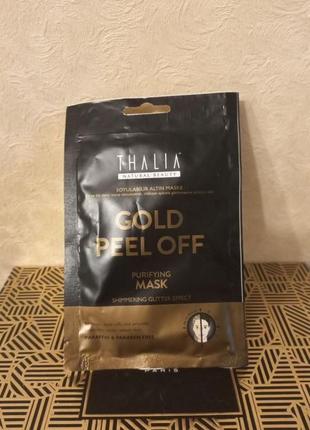 THALIA
NATURAL BEAUTY
SOYULABİLİR ALTIN MASKE
GOLD
PEEL OFF
PURIFYING
MASK
SHIMMERING GLITTER EFFECT
PARAFFIN & PARABEN FREE
PARIS